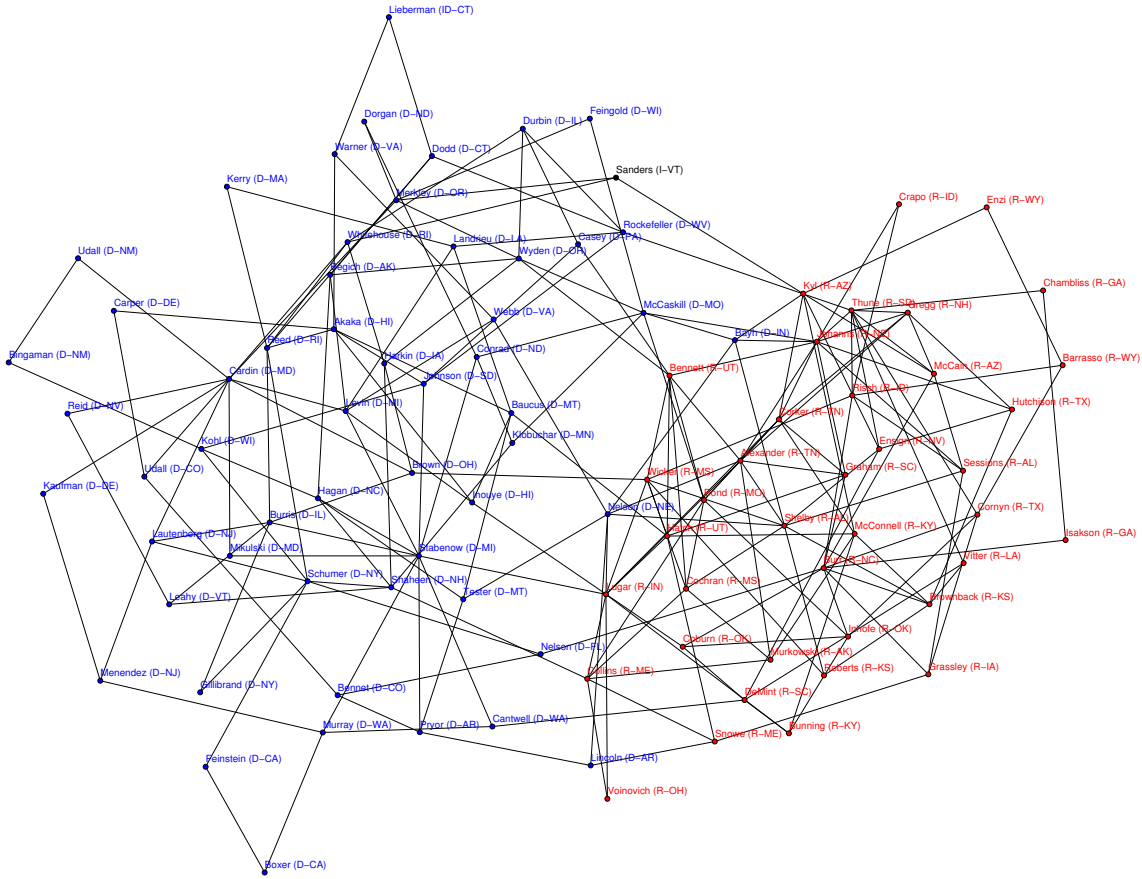 Lieberman (ID−CT)
Dorgan (D−ND)
Feingold (D−WI)
Durbin (D−IL)
Warner (D−VA)
Dodd (D−CT)
Sanders (I−VT)
Kerry (D−MA)
Merkley (D−OR)
Crapo (R−ID)
Enzi (R−WY)
Rockefeller (D−WV)
Whitehouse (D−RI)
Landrieu (D−LA)
Casey (D−PA)
Udall (D−NM)
Wyden (D−OR)
Begich (D−AK)
Kyl (R−AZ)
Chambliss (R−GA)
Carper (D−DE)
McCaskill (D−MO)
Thune (R−SD)
Gregg (R−NH)
Webb (D−VA)
Akaka (D−HI)
Bayh (D−IN)
Johanns (R−NE)
Reed (D−RI)
Bingaman (D−NM)
Harkin (D−IA)
Conrad (D−ND)
Barrasso (R−WY)
Cardin (D−MD)
Bennett (R−UT)
McCain (R−AZ)
Johnson (D−SD)
Risch (R−ID)
Reid (D−NV)
Levin (D−MI)
Baucus (D−MT)
Hutchison (R−TX)
Corker (R−TN)
Kohl (D−WI)
Klobuchar (D−MN)
Ensign (R−NV)
Alexander (R−TN)
Udall (D−CO)
Brown (D−OH)
Wicker (R−MS)
Graham (R−SC)
Sessions (R−AL)
Kaufman (D−DE)
Hagan (D−NC)
Inouye (D−HI)
Bond (R−MO)
Nelson (D−NE)
Cornyn (R−TX)
Burris (D−IL)
Shelby (R−AL)
McConnell (R−KY)
Lautenberg (D−NJ)
Hatch (R−UT)
Isakson (R−GA)
Mikulski (D−MD)
Stabenow (D−MI)
Burr (R−NC)
Vitter (R−LA)
Schumer (D−NY)
Shaheen (D−NH)
Cochran (R−MS)
Lugar (R−IN)
Leahy (D−VT)
Tester (D−MT)
Brownback (R−KS)
Inhofe (R−OK)
Coburn (R−OK)
Nelson (D−FL)
Murkowski (R−AK)
Menendez (D−NJ)
Collins (R−ME)
Roberts (R−KS)
Grassley (R−IA)
Gillibrand (D−NY)
Bennet (D−CO)
DeMint (R−SC)
Murray (D−WA)
Pryor (D−AR)
Cantwell (D−WA)
Bunning (R−KY)
Snowe (R−ME)
Feinstein (D−CA)
Lincoln (D−AR)
Voinovich (R−OH)
Boxer (D−CA)